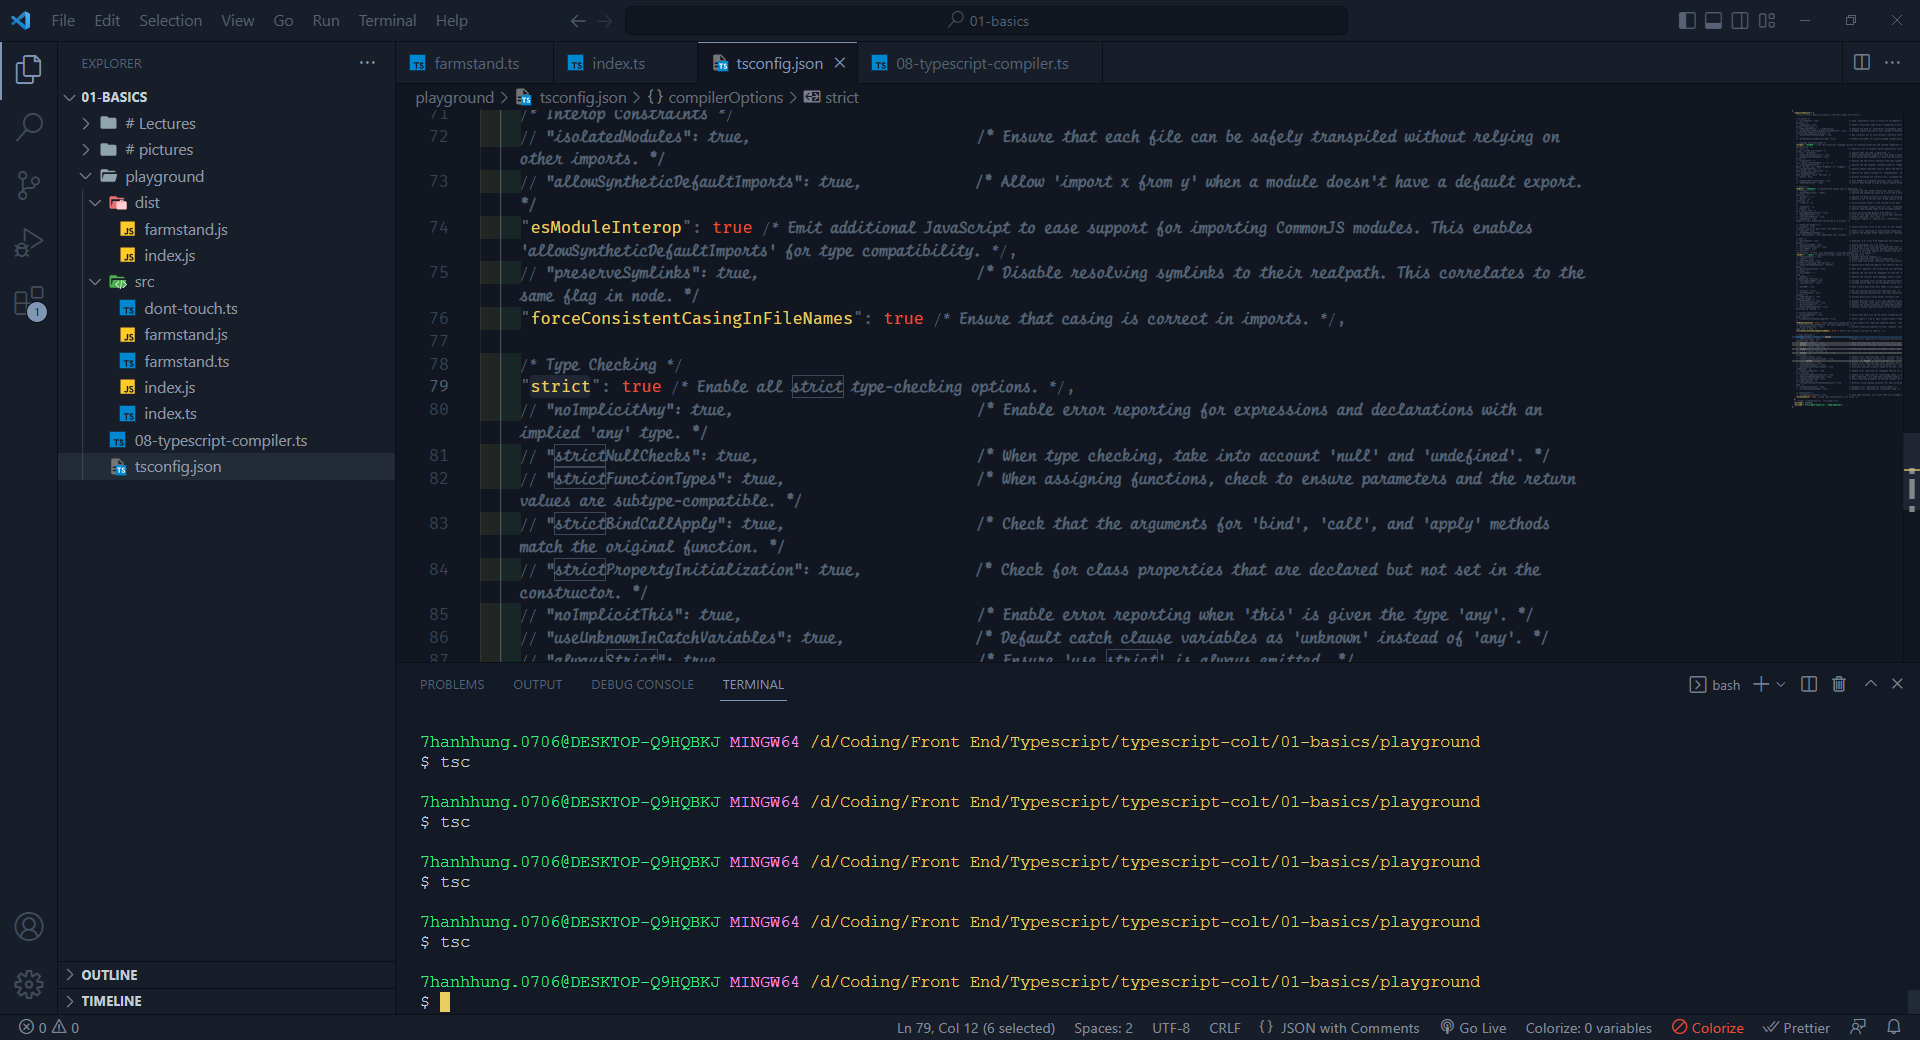 File Edit Selection View Go Run Terminal Help
01-basics
EXPLORER
farmstand.ts
index.ts
tsconfig.json
08-typescript-compiler.ts
01-BASICS
# Lectures
# pictures
playground
dist
farmstand.js
index.js
src
dont-touch.ts
farmstand.js
farmstand.ts
index.js
index.ts
08-typescript-compiler.ts
tsconfig.json
OUTLINE
TIMELINE
1
playground > tsconfig.json > {} compilerOptions > strict
71 /* Interop Constraints */
72 // "isolatedModules": true, /* Ensure that each file can be safely transpiled without relying on
other imports. */
73 // "allowSyntheticDefaultImports": true, /* Allow 'import x from y' when a module doesn't have a default export.
*/
74 "esModuleInterop": true /* Emit additional JavaScript to ease support for importing CommonJS modules. This enables
'allowSyntheticDefaultImports' for type compatibility. */,
75 // "preserveSymlinks": true, /* Disable resolving symlinks to their realpath. This correlates to the
same flag in node. */
76 "forceConsistentCasingInFileNames": true /* Ensure that casing is correct in imports. */,
77
78 /* Type Checking */
79 "strict": true /* Enable all strict type-checking options. */,
80 // "noImplicitAny": true, /* Enable error reporting for expressions and declarations with an
implied 'any' type. */
81 // "strictNullChecks": true, /* When type checking, take into account 'null' and 'undefined'. */
82 // "strictFunctionTypes": true, /* When assigning functions, check to ensure parameters and the return
values are subtype-compatible. */
83 // "strictBindCallApply": true, /* Check that the arguments for 'bind', 'call', and 'apply' methods
match the original function. */
84 // "strictPropertyInitialization": true, /* Check for class properties that are declared but not set in the
constructor. */
85 // "noImplicitThis": true, /* Enable error reporting when 'this' is given the type 'any'. */
86 // "useUnknownInCatchVariables": true, /* Default catch clause variables as 'unknown' instead of 'any'. */
87 // "alwaysStrict": true, /* Ensure 'use strict' is always emitted. */
PROBLEMS OUTPUT DEBUG CONSOLE TERMINAL
bash
7hanhhung.0706@DESKTOP-Q9HQBKJ MINGW64 /d/Coding/Front End/Typescript/typescript-colt/01-basics/playground
$ tsc
7hanhhung.0706@DESKTOP-Q9HQBKJ MINGW64 /d/Coding/Front End/Typescript/typescript-colt/01-basics/playground
$ tsc
7hanhhung.0706@DESKTOP-Q9HQBKJ MINGW64 /d/Coding/Front End/Typescript/typescript-colt/01-basics/playground
$ tsc
7hanhhung.0706@DESKTOP-Q9HQBKJ MINGW64 /d/Coding/Front End/Typescript/typescript-colt/01-basics/playground
$ tsc
7hanhhung.0706@DESKTOP-Q9HQBKJ MINGW64 /d/Coding/Front End/Typescript/typescript-colt/01-basics/playground
$
0 0
Ln 79, Col 12 (6 selected) Spaces: 2 UTF-8 CRLF {} JSON with Comments Go Live Colorize: 0 variables Colorize Prettier